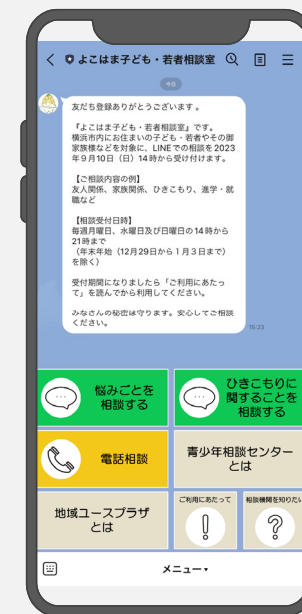 よこはま子ども・若者相談室
今日
友だち登録ありがとうございます。
『よこはま子ども・若者相談室』です。
横浜市内にお住まいの子ども・若者やその御
家族様などを対象に、LINEでの相談を2023
年9月10日（日）14時から受け付けます。
【ご相談内容の例】
友人関係、家族関係、ひきこもり、進学・就
職など
【相談受付日時】
毎週月曜日、水曜日及び日曜日の14時から
21時まで
（年末年始（12月29日から1月3日まで）
を除く）
受付期間になりましたら「ご利用にあたっ
て」を読んでから利用してください。
みなさんの秘密は守ります。安心してご相談
ください。
15:23
悩みごとを
相談する
ひきこもりに
関することを
相談する
電話相談
青少年相談センター
とは
地域ユースプラザ
とは
ご利用にあたって
相談機関を知りたい
メニュー▾